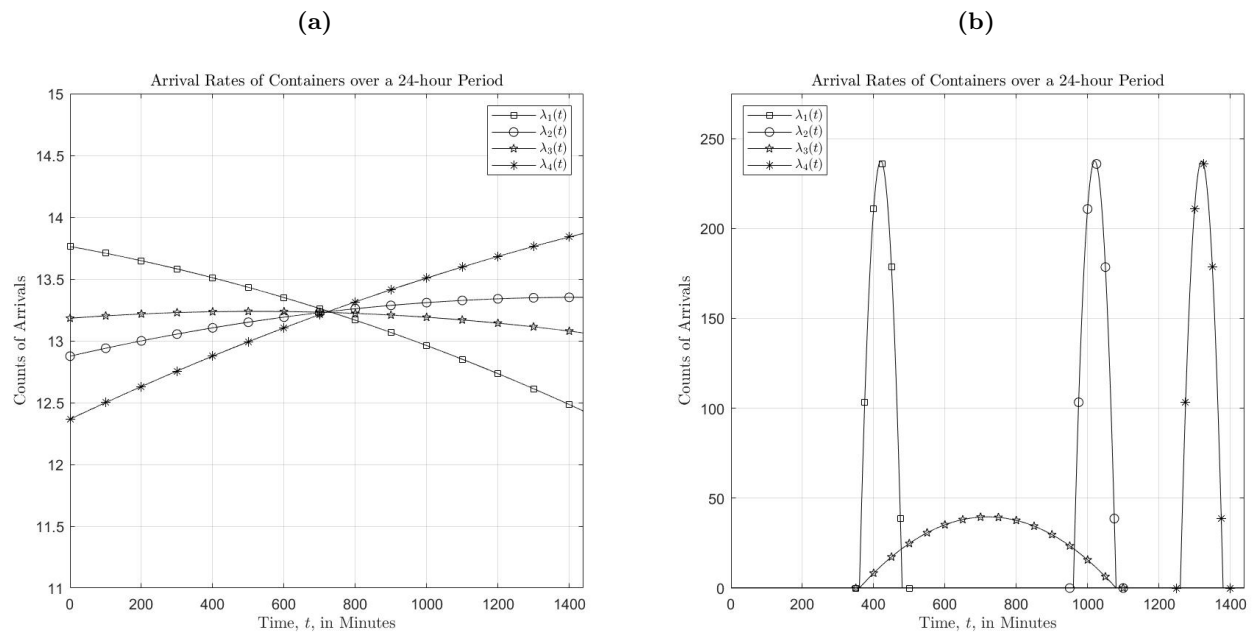 (a)
Arrival Rates of Containers over a 24-hour Period
λ₁(t)
λ₂(t)
λ₃(t)
λ₄(t)
15
14.5
14
13.5
13
12.5
12
11.5
11
Counts of Arrivals
0 200 400 600 800 1000 1200 1400
Time, t, in Minutes
(b)
Arrival Rates of Containers over a 24-hour Period
λ₁(t)
λ₂(t)
λ₃(t)
λ₄(t)
250
200
150
100
50
0
Counts of Arrivals
0 200 400 600 800 1000 1200 1400
Time, t, in Minutes